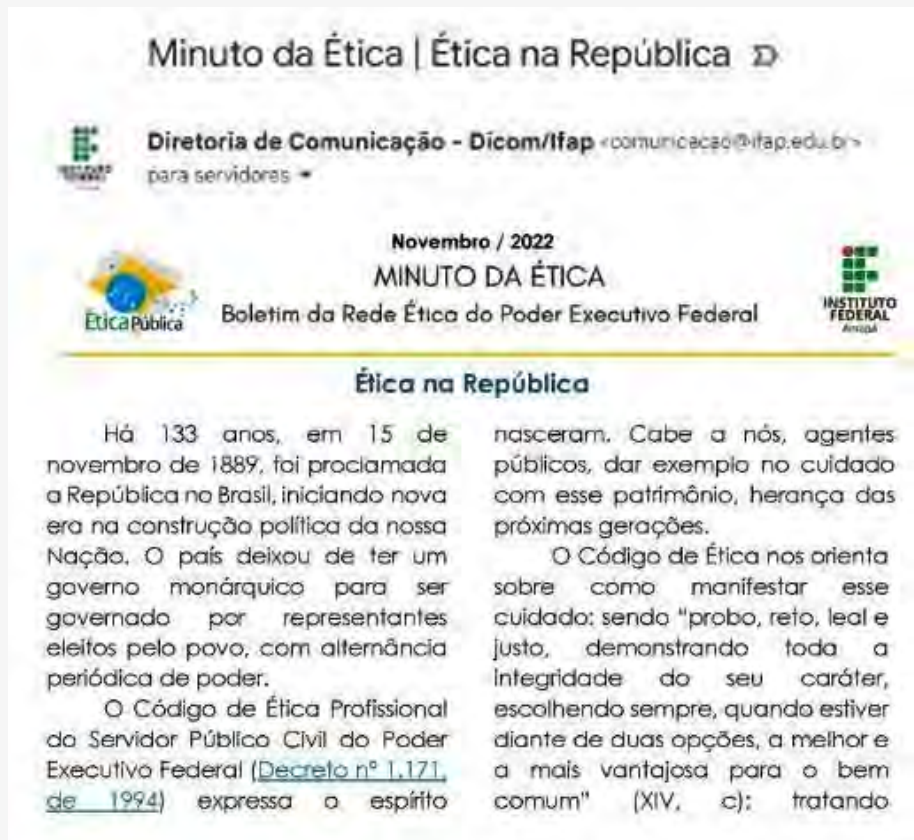 Minuto da Ética | Ética na República
Diretoria de Comunicação - Dicom/Ifap <comunicacao@ifap.edu.br>
para servidores
Novembro / 2022
MINUTO DA ÉTICA
Boletim da Rede Ética do Poder Executivo Federal
ÉticaPública
INSTITUTO
FEDERAL
Amapá
Ética na República
Há 133 anos, em 15 de
novembro de 1889, foi proclamada
a República no Brasil, iniciando nova
era na construção política da nossa
Nação. O país deixou de ter um
governo monárquico para ser
governado por representantes
eleitos pelo povo, com alternância
periódica de poder.
O Código de Ética Profissional
do Servidor Público Civil do Poder
Executivo Federal (Decreto nº 1.171,
de 1994) expressa o espírito
nasceram. Cabe a nós, agentes
públicos, dar exemplo no cuidado
com esse patrimônio, herança das
próximas gerações.
O Código de Ética nos orienta
sobre como manifestar esse
cuidado: sendo "probo, reto, leal e
justo, demonstrando toda a
integridade do seu caráter,
escolhendo sempre, quando estiver
diante de duas opções, a melhor e
a mais vantajosa para o bem
comum" (XIV, c); tratando